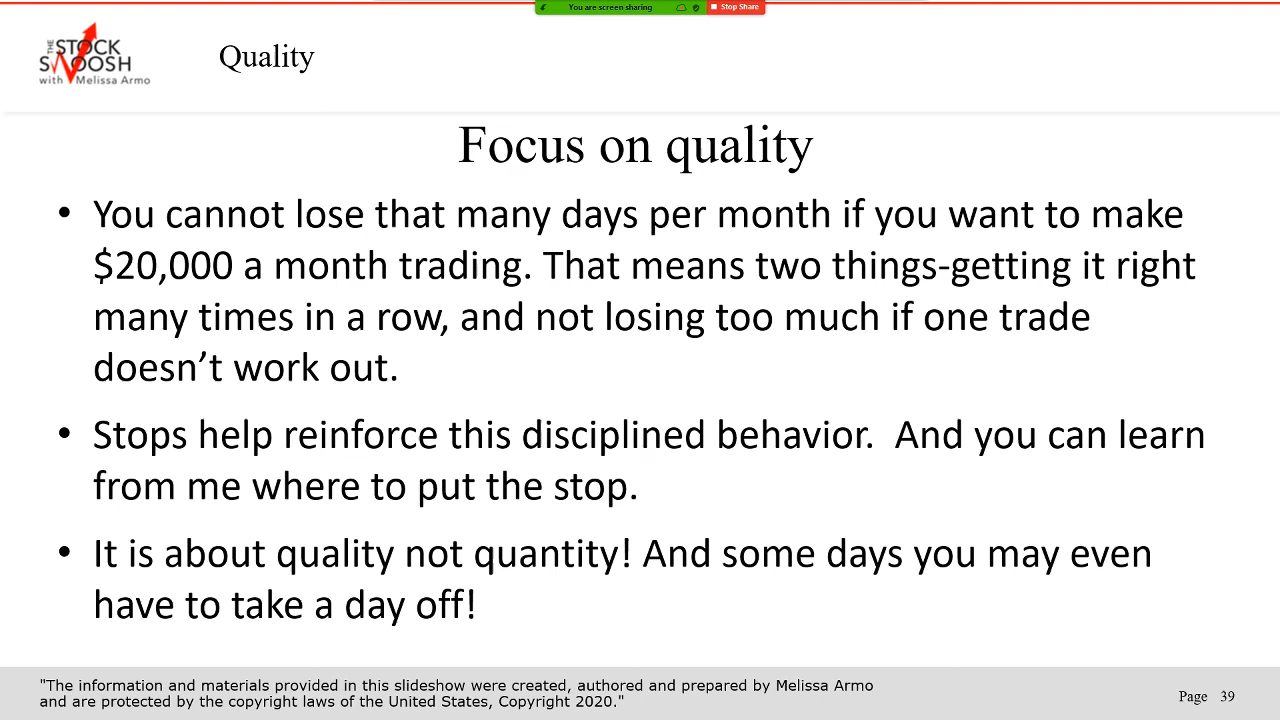 You are screen sharing
Stop Share
THE STOCK
SWOOSH
with Melissa Armo
Quality
Focus on quality
• You cannot lose that many days per month if you want to make
$20,000 a month trading. That means two things-getting it right
many times in a row, and not losing too much if one trade
doesn’t work out.
• Stops help reinforce this disciplined behavior.  And you can learn
from me where to put the stop.
• It is about quality not quantity! And some days you may even
have to take a day off!
"The information and materials provided in this slideshow were created, authored and prepared by Melissa Armo
and are protected by the copyright laws of the United States, Copyright 2020."
Page 39